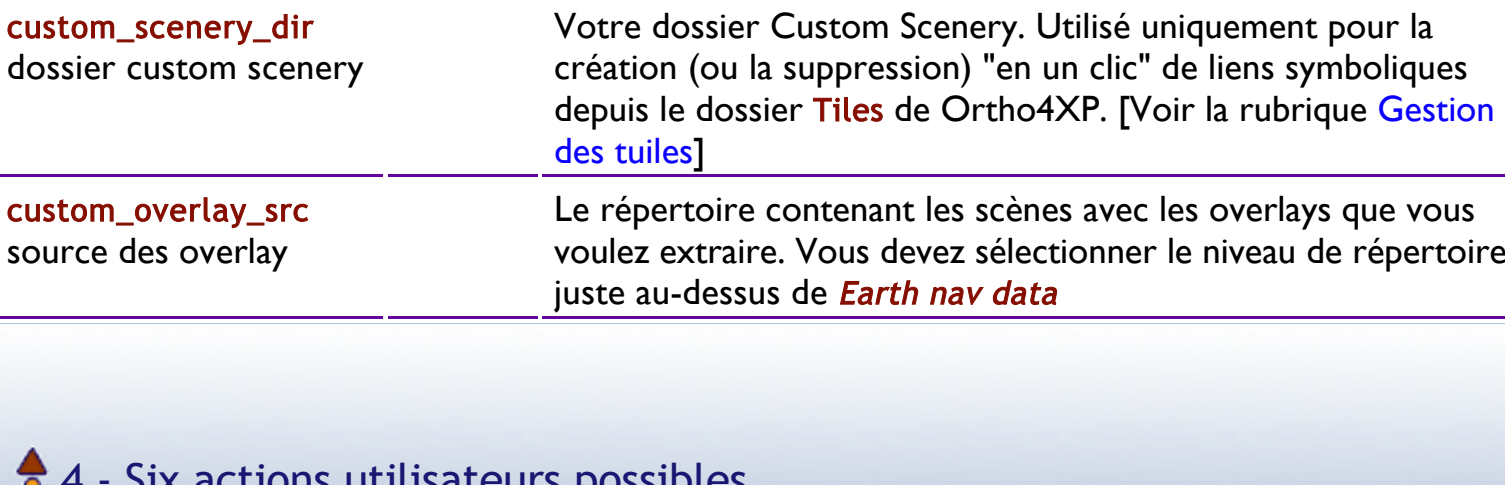 custom_scenery_dir
dossier custom scenery
Votre dossier Custom Scenery. Utilisé uniquement pour la
création (ou la suppression) "en un clic" de liens symboliques
depuis le dossier Tiles de Ortho4XP. [Voir la rubrique Gestion
des tuiles]
custom_overlay_src
source des overlay
Le répertoire contenant les scènes avec les overlays que vous
voulez extraire. Vous devez sélectionner le niveau de répertoire
juste au-dessus de Earth nav data
4 - Six actions utilisateurs possibles